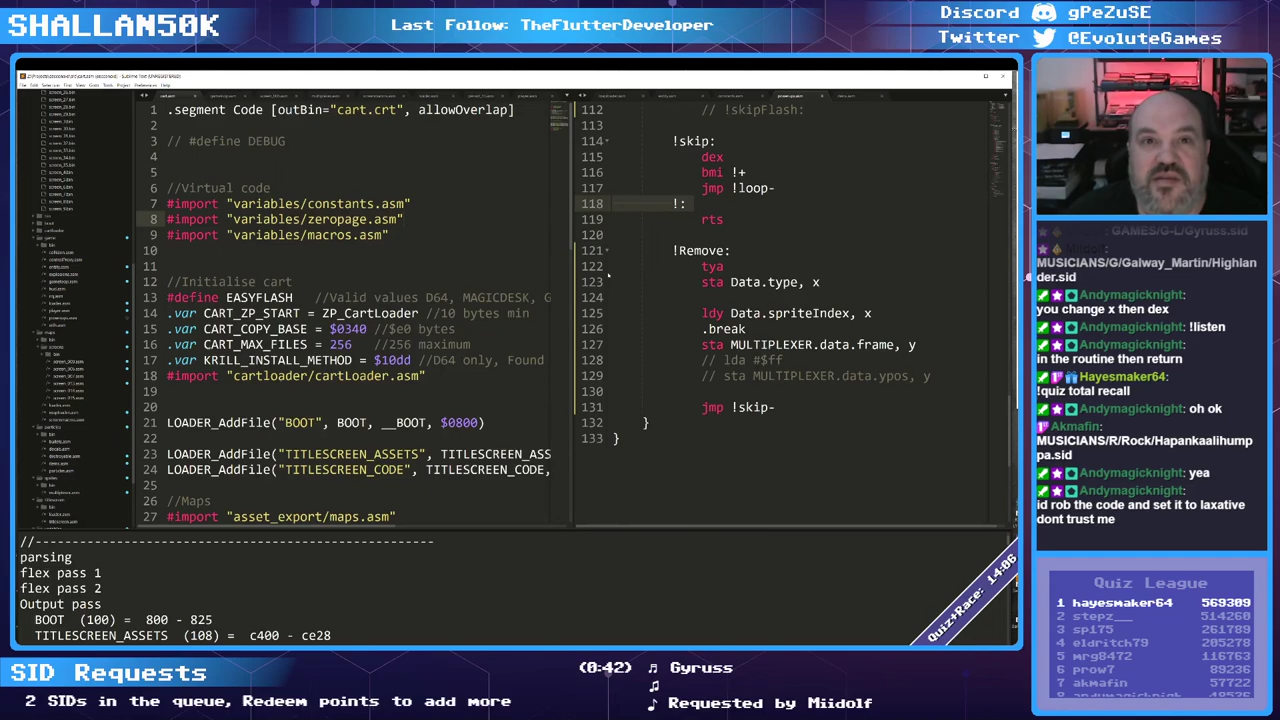 SHALLAN50K
Last Follow: TheFlutterDeveloper
Discord gPeZuSE
Twitter @EvoluteGames
1 .segment Code [outBin="cart.crt", allowOverlap]
2
3 // #define DEBUG
4
5
6 //Virtual code
7 #import "variables/constants.asm"
8 #import "variables/zeropage.asm"
9 #import "variables/macros.asm"
10
11
12 //Initialise cart
13 #define EASYFLASH //Valid values D64, MAGICDESK, G
14 .var CART_ZP_START = ZP_CartLoader //10 bytes min
15 .var CART_COPY_BASE = $0340 //$e0 bytes
16 .var CART_MAX_FILES = 256 //256 maximum
17 .var KRILL_INSTALL_METHOD = $10dd //D64 only, Found
18 #import "cartloader/cartLoader.asm"
19
20
21 LOADER_AddFile("BOOT", BOOT, __BOOT, $0800)
22
23 LOADER_AddFile("TITLESCREEN_ASSETS", TITLESCREEN_ASS
24 LOADER_AddFile("TITLESCREEN_CODE", TITLESCREEN_CODE,
25
26 //Maps
27 #import "asset_export/maps.asm"
112 // !skipFlash:
113
114 !skip:
115 dex
116 bmi !+
117 jmp !loop-
118 !:
119 rts
120
121 !Remove:
122 tya
123 sta Data.type, x
124
125 ldy Data.spriteIndex, x
126 .break
127 sta MULTIPLEXER.data.frame, y
128 // lda #$ff
129 // sta MULTIPLEXER.data.ypos, y
130
131 jmp !skip-
132 }
133 }
//-----------------------------------------------------
parsing
flex pass 1
flex pass 2
Output pass
BOOT (100) = 800 - 825
TITLESCREEN_ASSETS (108) = c400 - ce28
Quiz+Race: 14:06
GAMES/G-L/Gyruss.sid
Miidolf:
MUSICIANS/G/Galway_Martin/Highlan
der.sid
Andymagicknight:
you change x then dex
Andymagicknight: !listen
Andymagicknight:
in the routine then return
Hayesmaker64:
!quiz total recall
Andymagicknight: oh ok
Akmafin:
MUSICIANS/R/Rock/Hapankaalihump
pa.sid
Andymagicknight: yea
Andymagicknight:
id rob the code and set it to laxative
dont trust me
Quiz League
1 hayesmaker64 569309
2 stepz__ 514260
3 sp175 261789
4 eldritch79 205278
5 mrg8472 116763
6 prow7 89236
7 akmafin 57722
SID Requests
2 SIDs in the queue, Redeem points to add more
(0:42) Gyruss
Requested by Miidolf